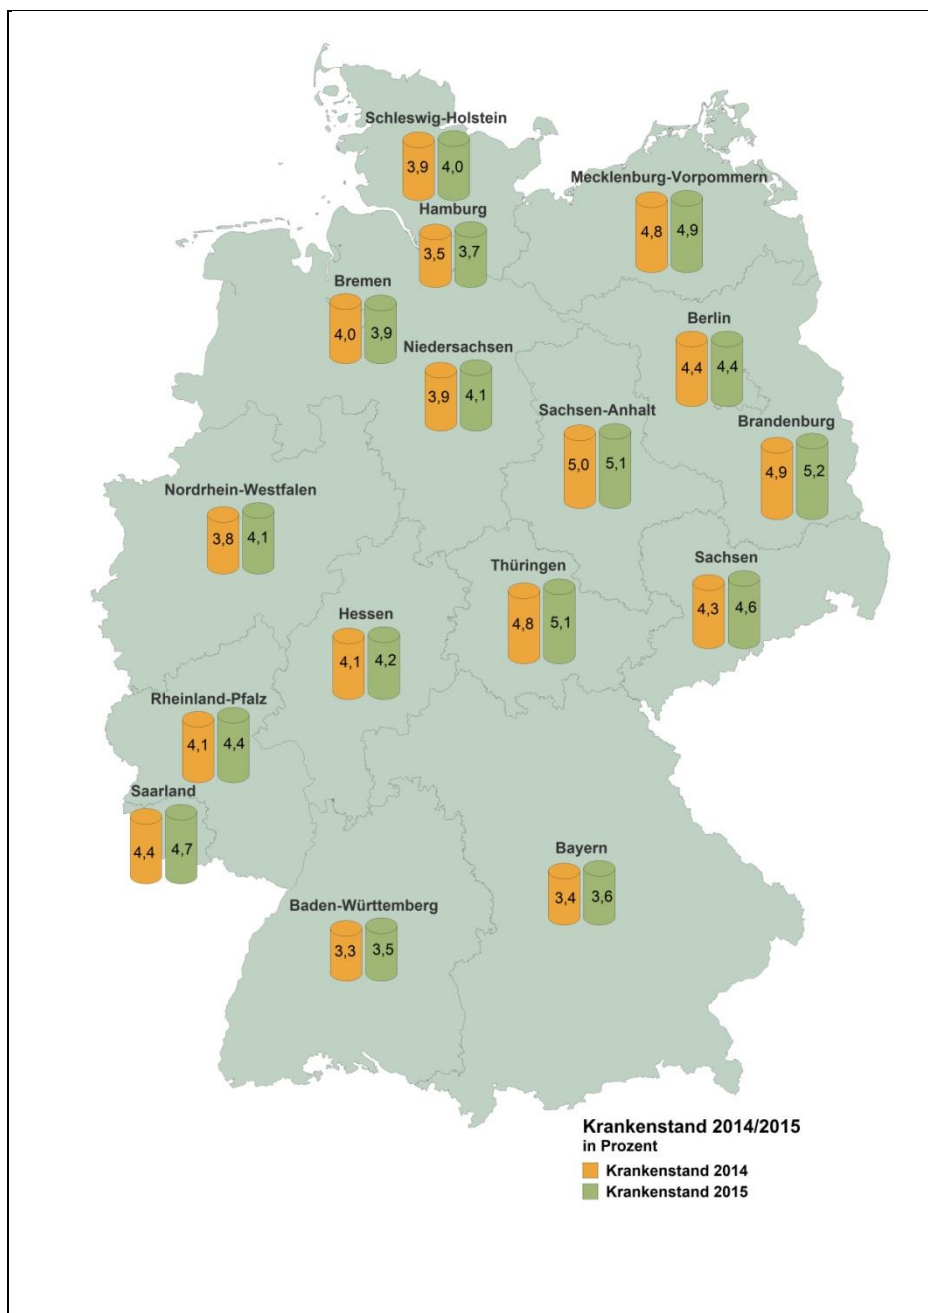 Schleswig-Holstein
3,9 4,0
Mecklenburg-Vorpommern
4,8 4,9
Hamburg
3,5 3,7
Bremen
4,0 3,9
Berlin
4,4 4,4
Niedersachsen
3,9 4,1
Sachsen-Anhalt
5,0 5,1
Brandenburg
4,9 5,2
Nordrhein-Westfalen
3,8 4,1
Sachsen
4,3 4,6
Thüringen
4,8 5,1
Hessen
4,1 4,2
Rheinland-Pfalz
4,1 4,4
Saarland
4,4 4,7
Bayern
3,4 3,6
Baden-Württemberg
3,3 3,5
Krankenstand 2014/2015
in Prozent
Krankenstand 2014
Krankenstand 2015